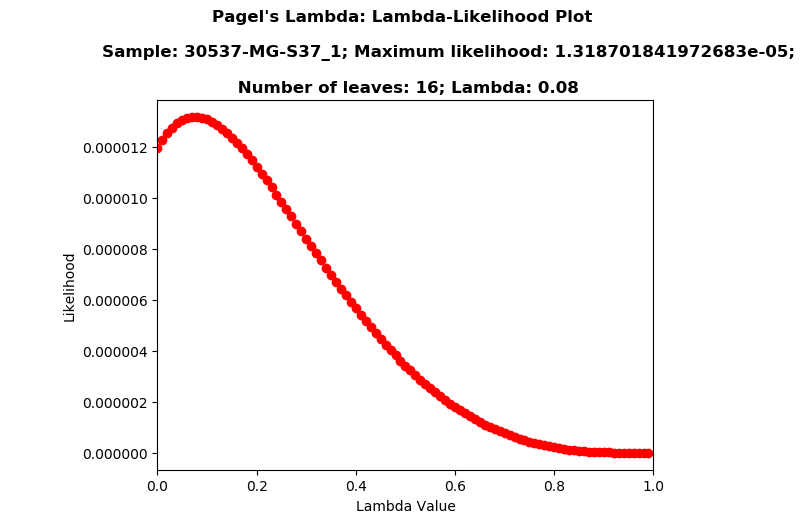 Pagel's Lambda: Lambda-Likelihood Plot
Sample: 30537-MG-S37_1; Maximum likelihood: 1.318701841972683e-05;
Number of leaves: 16; Lambda: 0.08
0.000012
0.000010
0.000008
0.000006
0.000004
0.000002
0.000000
Likelihood
0.0 0.2 0.4 0.6 0.8 1.0
Lambda Value